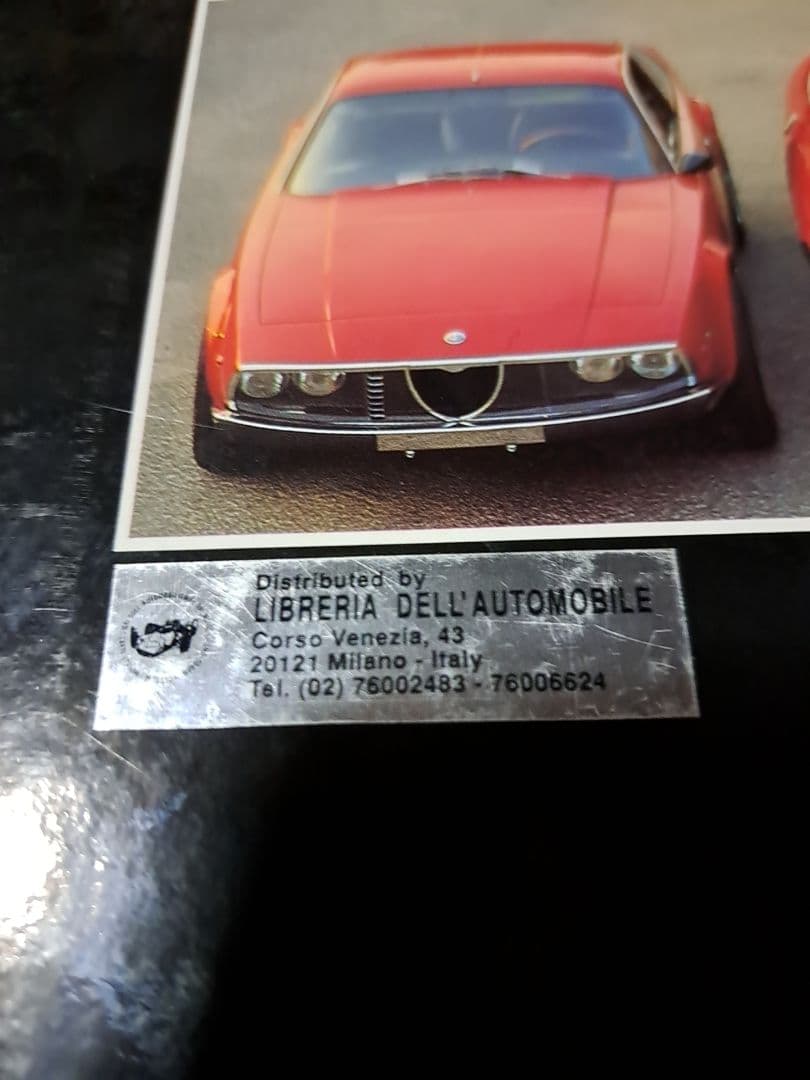 Distributed by
LIBRERIA DELL'AUTOMOBILE
Corso Venezia, 43
20121 Milano - Italy
Tel. (02) 76002483 - 76006624